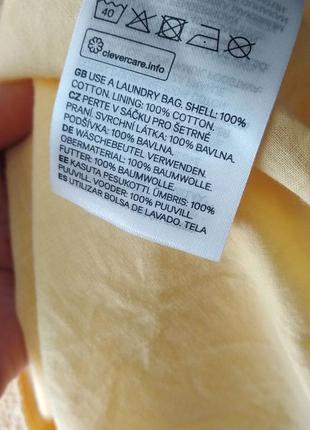 40
clevercare.info
GB USE A LAUNDRY BAG. SHELL: 100%
COTTON. LINING: 100% COTTON.
CZ PERTE V SÁČKU PRO ŠETRNÉ
PRANÍ. SVRCHNÍ LÁTKA: 100% BAVLNA.
PODŠÍVKA: 100% BAVLNA.
DE WÄSCHEBEUTEL VERWENDEN.
OBERMATERIAL: 100% BAUMWOLLE.
FUTTER: 100% BAUMWOLLE.
EE KASUTA PESUKOTTI. ÜMBRIS: 100%
PUUVILL. VOODER: 100% PUUVILL.
ES UTILIZAR BOLSA DE LAVADO. TELA